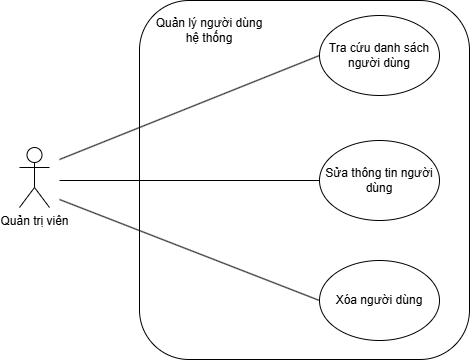 Quản lý người dùng
hệ thống
Tra cứu danh sách
người dùng
Sửa thông tin người
dùng
Quản trị viên
Xóa người dùng